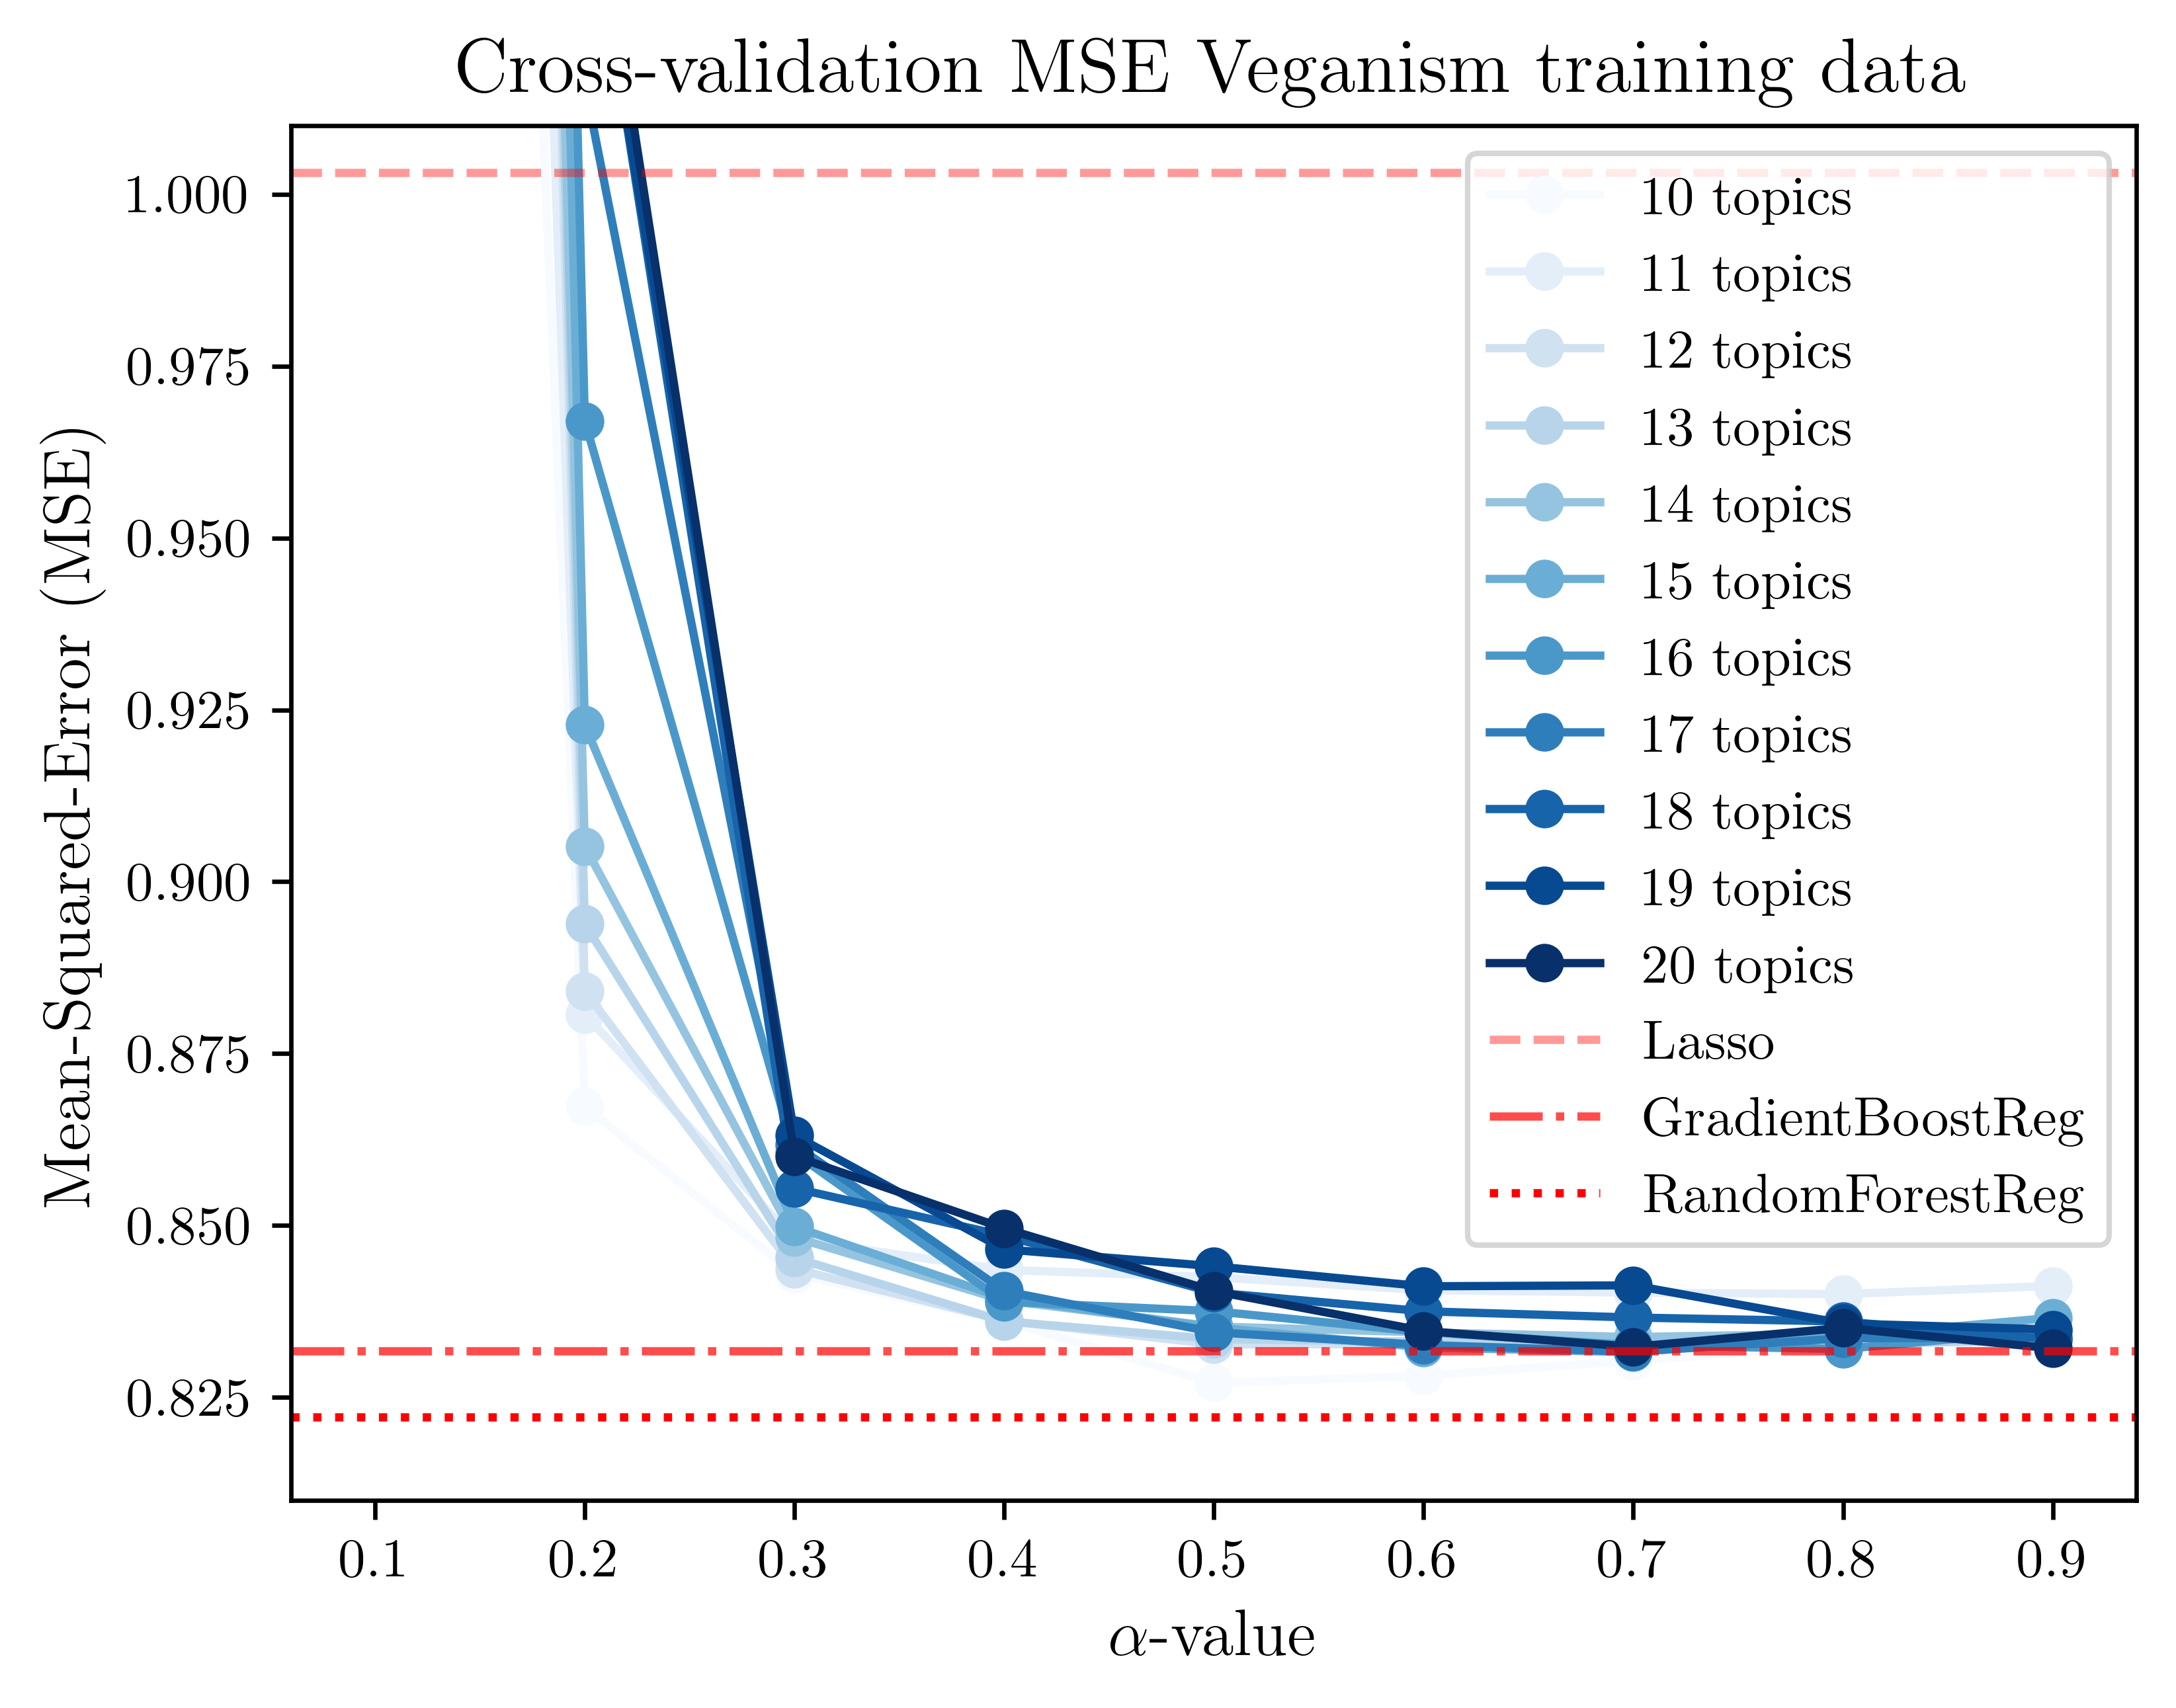 Cross-validation MSE Veganism training data
Mean-Squared-Error (MSE)
1.000
0.975
0.950
0.925
0.900
0.875
0.850
0.825
10 topics
11 topics
12 topics
13 topics
14 topics
15 topics
16 topics
17 topics
18 topics
19 topics
20 topics
Lasso
GradientBoostReg
RandomForestReg
0.1 0.2 0.3 0.4 0.5 0.6 0.7 0.8 0.9
α-value